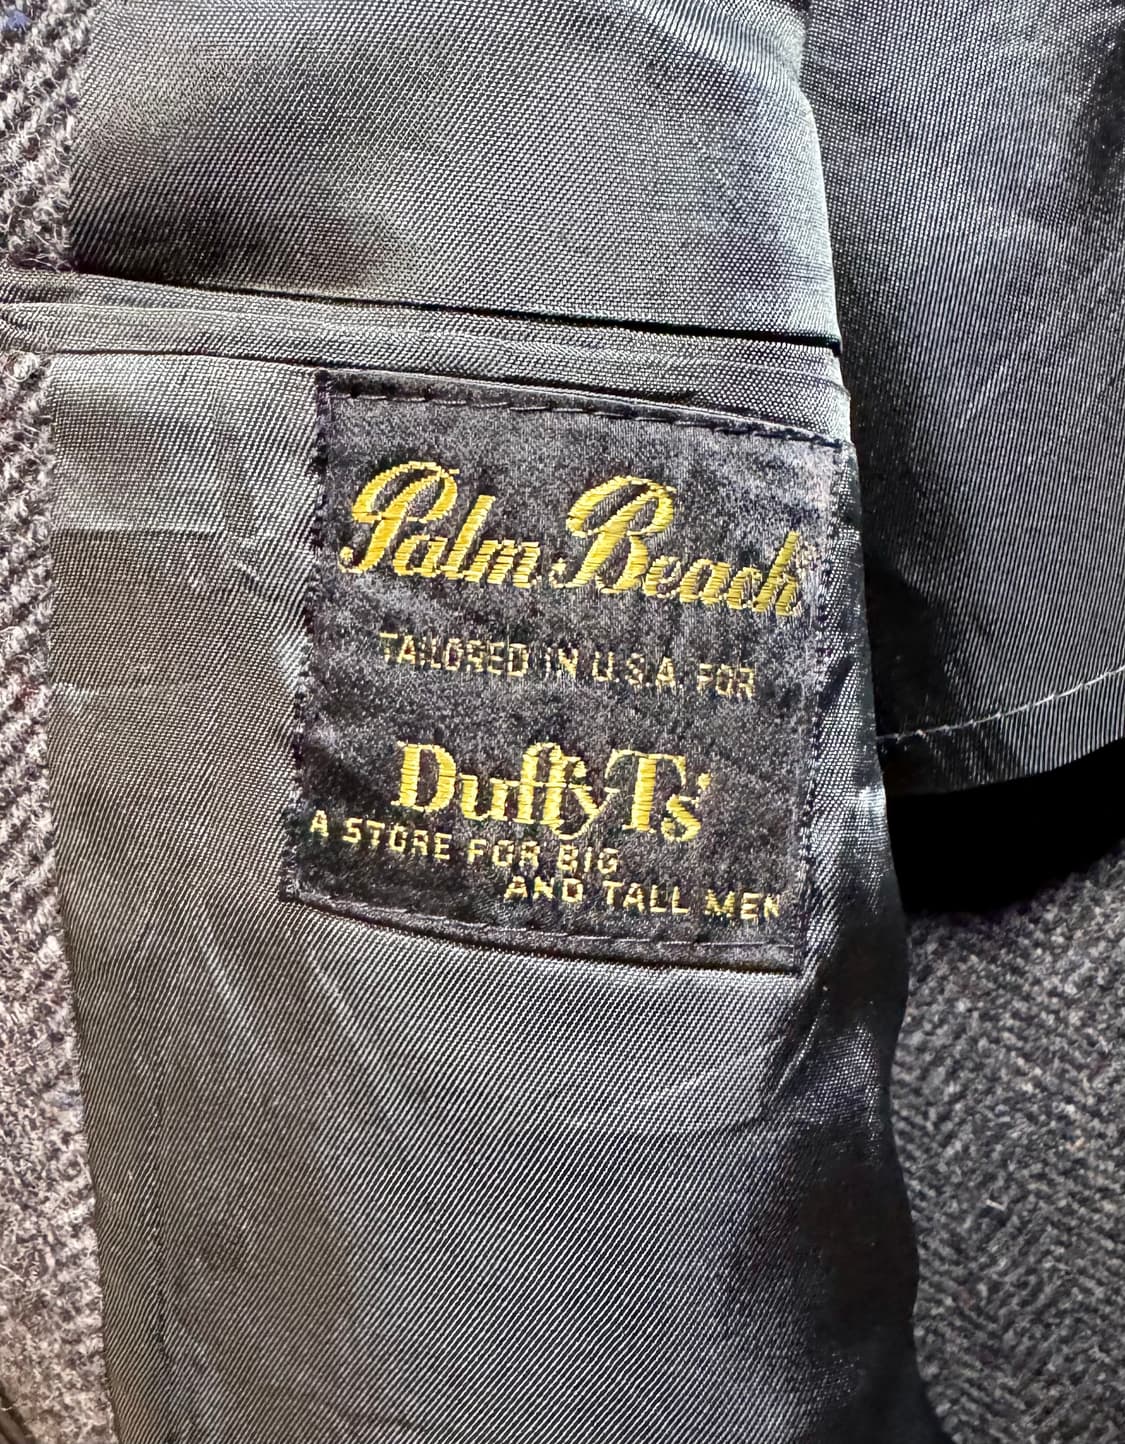 Palm Beach®
TAILORED IN U.S.A. FOR
Duffy T's
A STORE FOR BIG
AND TALL MEN